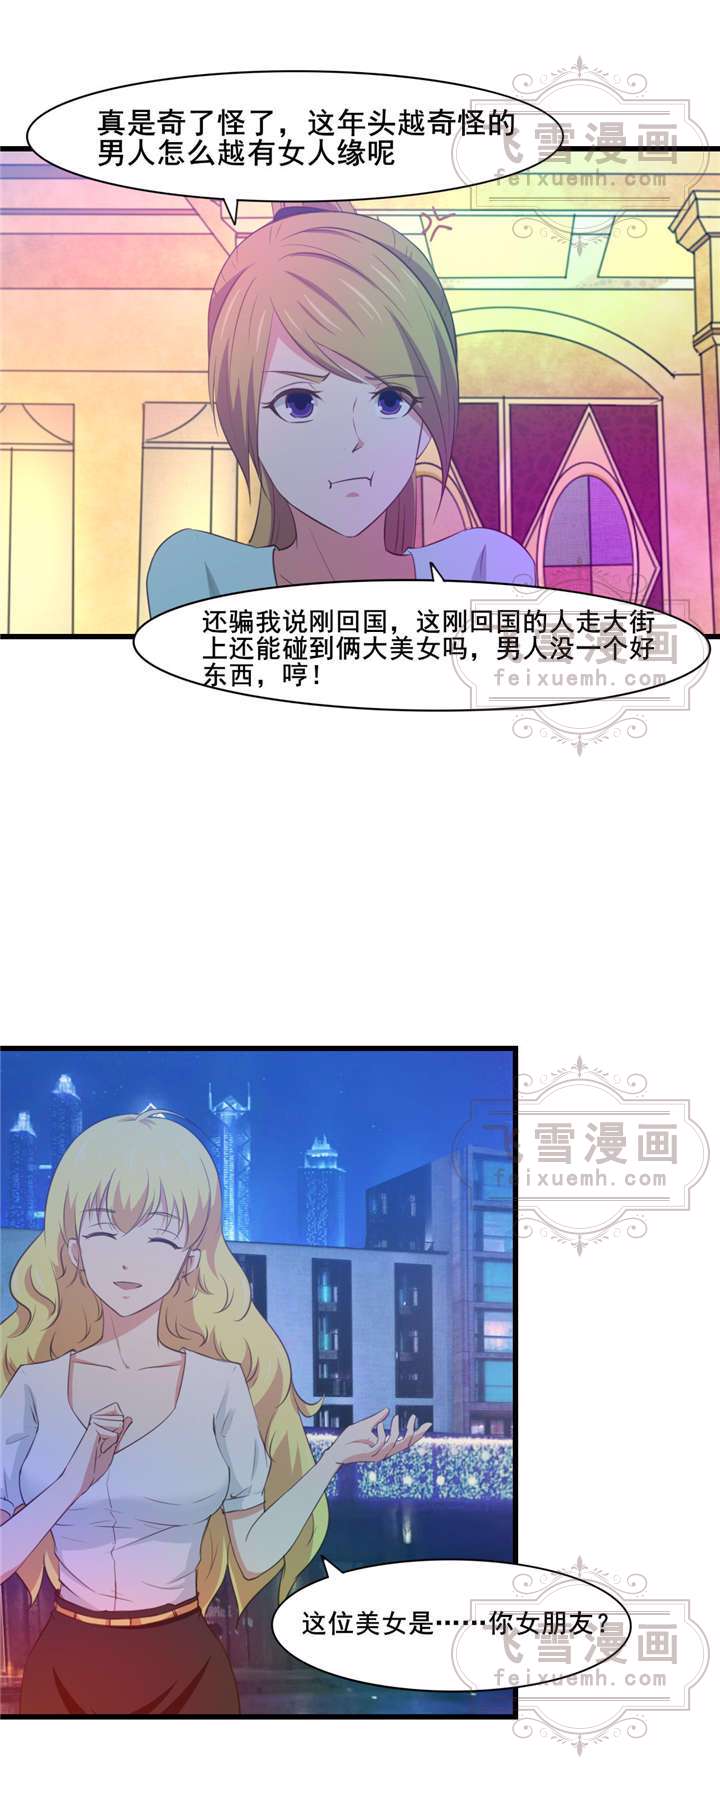 真是奇了怪了，这年头越奇怪的
男人怎么越有女人缘呢
飞雪漫画
feixuemh.com
还骗我说刚回国，这刚回国的人走大街
上还能碰到俩大美女吗，男人没一个好
东西，哼！
飞雪漫画
feixuemh.com
飞雪漫画
feixuemh.com
这位美女是……你女朋友？
飞雪漫画
feixuemh.com